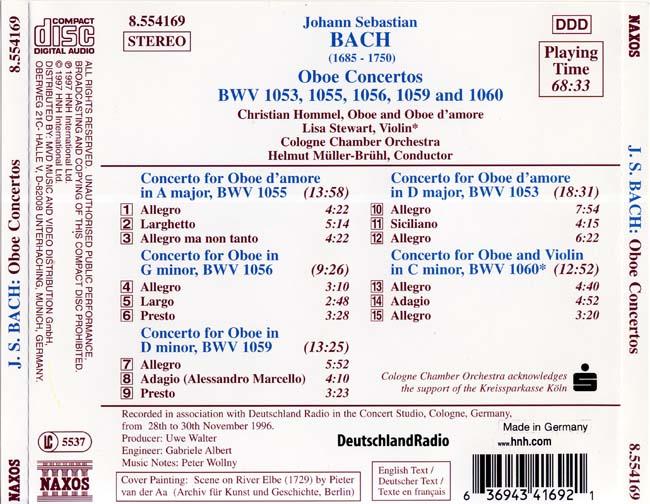 8.554169
J. S. BACH: Oboe Concertos
NAXOS
COMPACT
disc
DIGITAL AUDIO
ALL RIGHTS RESERVED. UNAUTHORISED PUBLIC PERFORMANCE,
BROADCASTING AND COPYING OF THIS COMPACT DISC PROHIBITED.
℗ 1997 HNH International Ltd.
© 1997 HNH International Ltd.
DISTRIBUTED BY: MVD MUSIC AND VIDEO DISTRIBUTION GmbH,
OBERWEG 21C- HALLE V, D-82008 UNTERHACHING, MUNICH, GERMANY.
LC 5537
8.554169
STEREO
Johann Sebastian
BACH
(1685 - 1750)
Oboe Concertos
BWV 1053, 1055, 1056, 1059 and 1060
Christian Hommel, Oboe and Oboe d'amore
Lisa Stewart, Violin*
Cologne Chamber Orchestra
Helmut Müller-Brühl, Conductor
DDD
Playing
Time
68:33
Concerto for Oboe d'amore
in A major, BWV 1055 (13:58)
1 Allegro 4:22
2 Larghetto 5:14
3 Allegro ma non tanto 4:22
Concerto for Oboe in
G minor, BWV 1056 (9:26)
4 Allegro 3:10
5 Largo 2:48
6 Presto 3:28
Concerto for Oboe in
D minor, BWV 1059 (13:25)
7 Allegro 5:52
8 Adagio (Alessandro Marcello) 4:10
9 Presto 3:23
Concerto for Oboe d'amore
in D major, BWV 1053 (18:31)
10 Allegro 7:54
11 Siciliano 4:15
12 Allegro 6:22
Concerto for Oboe and Violin
in C minor, BWV 1060* (12:52)
13 Allegro 4:40
14 Adagio 4:52
15 Allegro 3:20
Cologne Chamber Orchestra acknowledges
the support of the Kreissparkasse Köln
Recorded in association with Deutschland Radio in the Concert Studio, Cologne, Germany,
from 28th to 30th November 1996.
Producer: Uwe Walter
Engineer: Gabriele Albert
Music Notes: Peter Wollny
DeutschlandRadio
Made in Germany
www.hnh.com
Cover Painting: Scene on River Elbe (1729) by Pieter
van der Aa (Archiv für Kunst und Geschichte, Berlin)
English Text /
Deutscher Text /
Texte en français
6 36943 41692 1
NAXOS
J. S. BACH: Oboe Concertos
8.554169